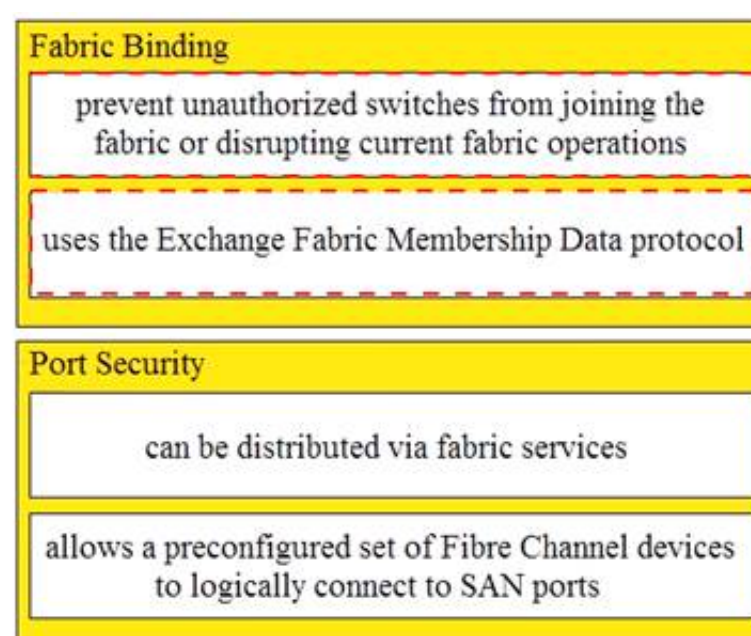 Fabric Binding
prevent unauthorized switches from joining the
fabric or disrupting current fabric operations
uses the Exchange Fabric Membership Data protocol
Port Security
can be distributed via fabric services
allows a preconfigured set of Fibre Channel devices
to logically connect to SAN ports